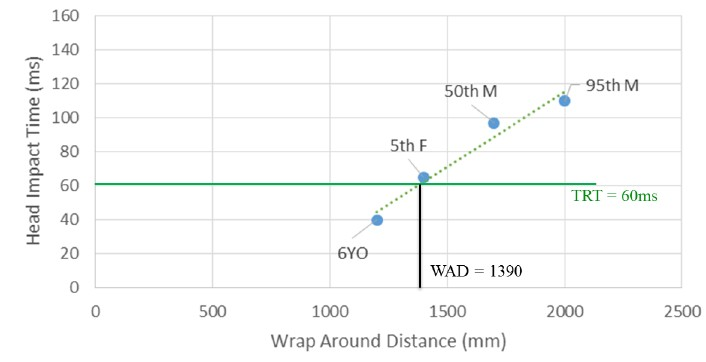 160
140
120
100
80
60
40
20
0
Head Impact Time (ms)
50th M
95th M
5th F
TRT = 60ms
6YO
WAD = 1390
0 500 1000 1500 2000 2500
Wrap Around Distance (mm)